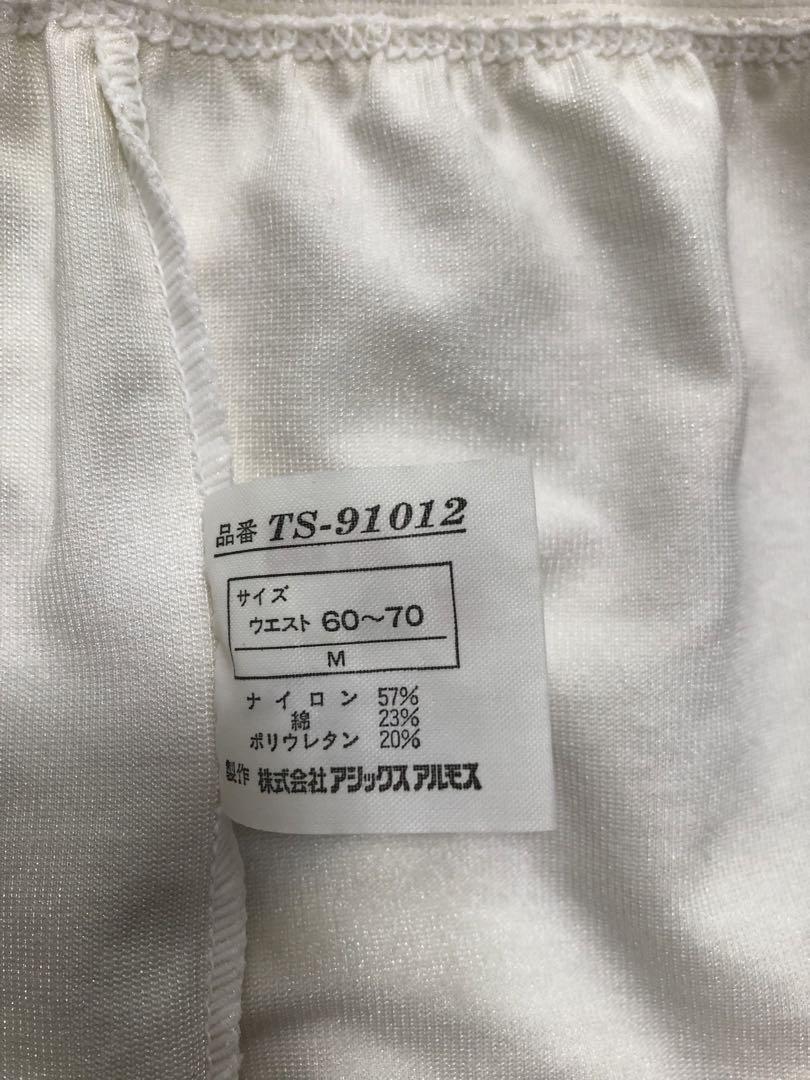 品番 TS-91012
サイズ
ウエスト 60〜70
M
ナイロン 57%
綿 23%
ポリウレタン 20%
製作 株式会社アシックスアルモス